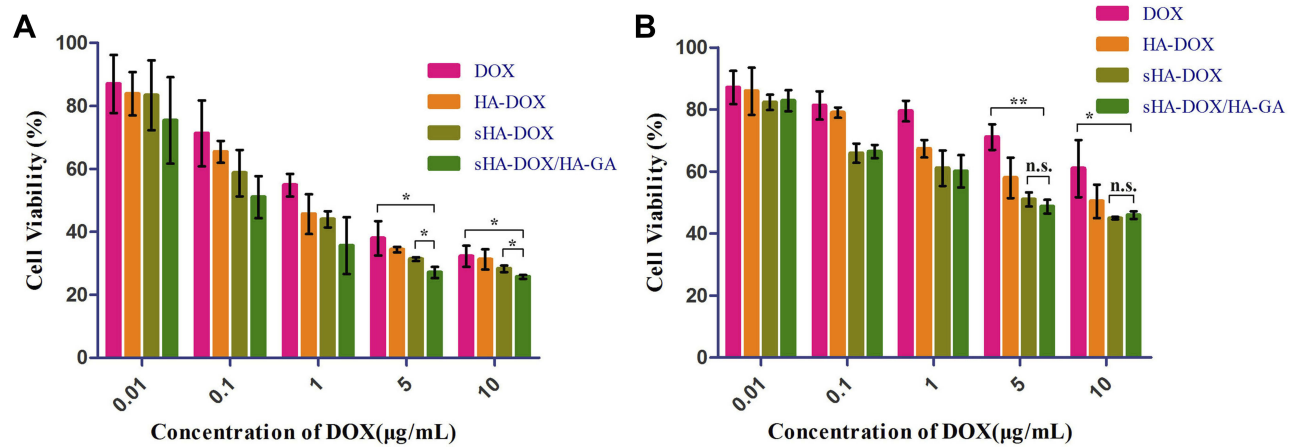 A
Cell Viability (%)
100
80
60
40
20
0
DOX
HA-DOX
sHA-DOX
sHA-DOX/HA-GA
*
*
*
*
0.01
0.1
1
5
10
Concentration of DOX(μg/mL)
B
Cell Viability (%)
100
80
60
40
20
0
DOX
HA-DOX
sHA-DOX
sHA-DOX/HA-GA
**
n.s.
*
n.s.
0.01
0.1
1
5
10
Concentration of DOX(μg/mL)